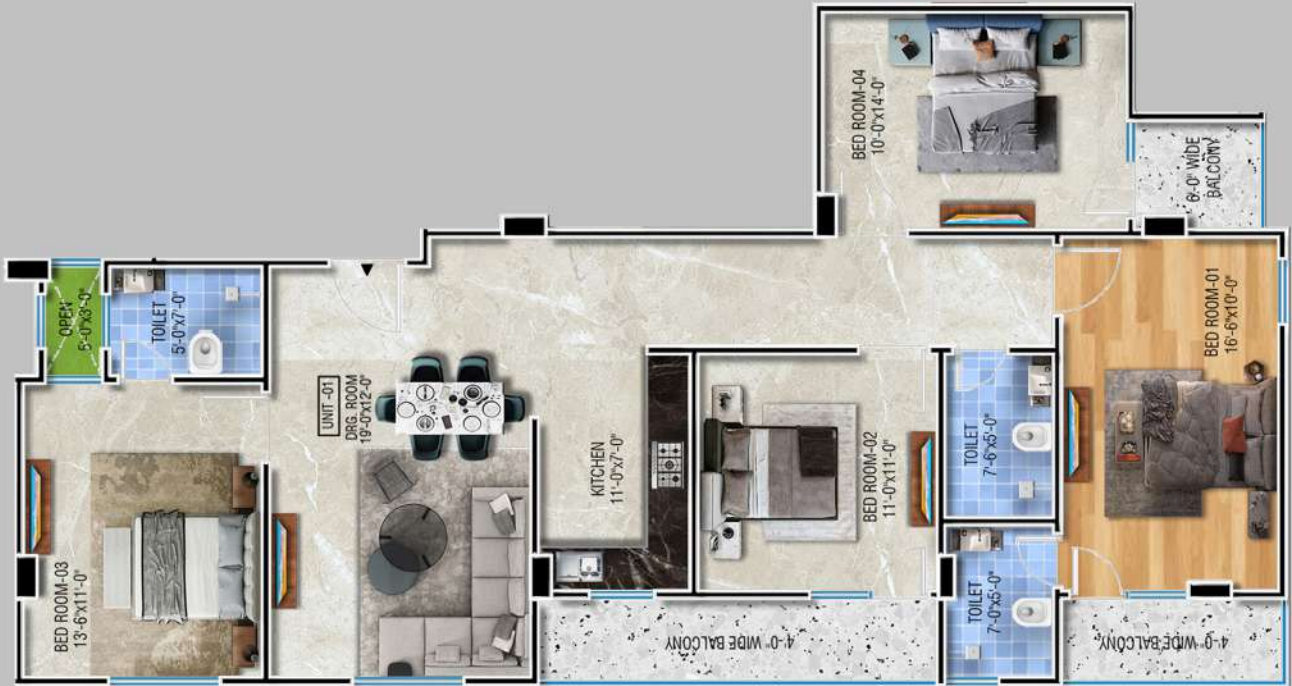 BED ROOM-04
10'-0"x14'-0"
6'-0" WIDE
BALCONY
OPEN
5'-0"x3'-0"
TOILET
5'-0"x7'-0"
BED ROOM-01
16'-6"x10'-0"
UNIT -01
DRG. ROOM
19'-0"x12'-0"
KITCHEN
11'-0"x7'-0"
BED ROOM-02
11'-0"x11'-0"
TOILET
7'-6"x5'-0"
BED ROOM-03
13'-6"x11'-0"
TOILET
7'-0"x5'-0"
4'-0" WIDE BALCONY
4'-0" WIDE BALCONY